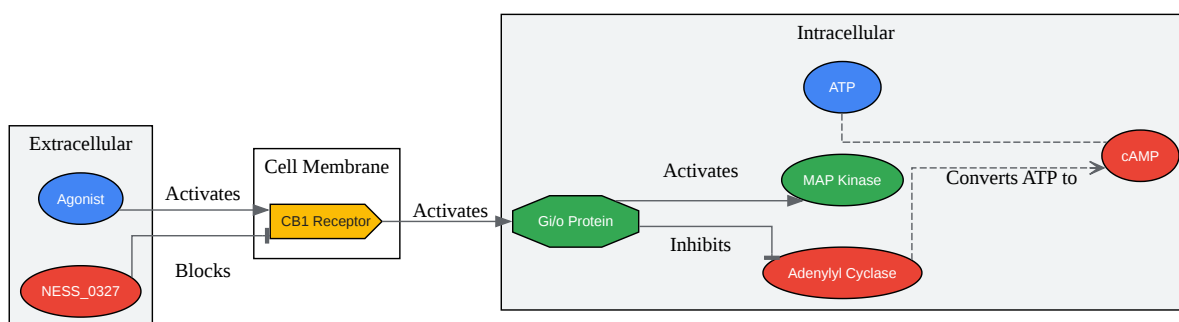 Extracellular
Agonist
NESS_0327
Activates
Blocks
Cell Membrane
CB1 Receptor
Activates
Intracellular
Gi/o Protein
Activates
Inhibits
ATP
MAP Kinase
Adenylyl Cyclase
Converts ATP to
cAMP